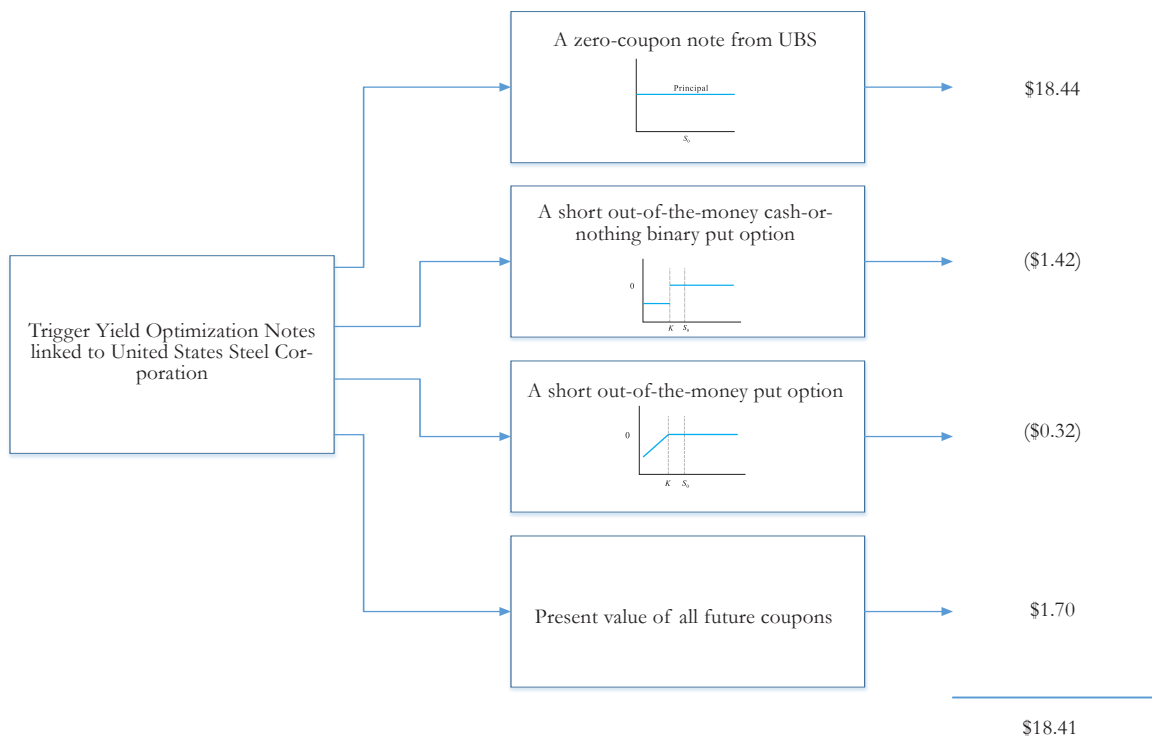 A zero-coupon note from UBS
Principal
S₀
$18.44
A short out-of-the-money cash-or-
nothing binary put option
0
K S₀
($1.42)
Trigger Yield Optimization Notes
linked to United States Steel Cor-
poration
A short out-of-the-money put option
0
K S₀
($0.32)
Present value of all future coupons
$1.70
$18.41